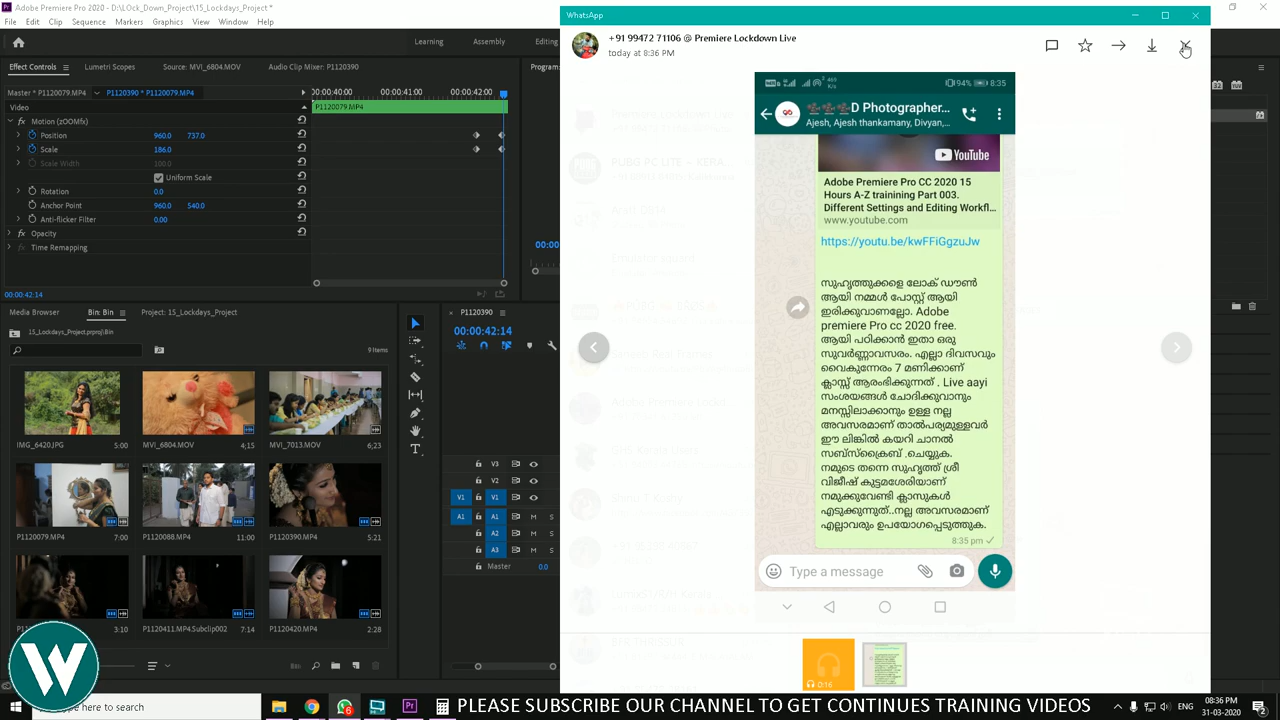 Adobe Premiere Pro 2020 - D:\LOck_Down_Project\15_Lockdays_Project *
File Edit Clip Sequence Markers Graphics View Window Help
Learning Assembly Editing
Effect Controls Lumetri Scopes Source: MVI_6804.MOV Audio Clip Mixer: P1120390
Progra
Master * P1120079.MP4 P1120390 * P1120079.MP4
00:00:40:00 00:00:41:00 00:00:42:00
Video
P1120079.MP4
Motion (zOOMfx)
Position 960.0 737.0
Scale 186.0
Scale Width 100.0
Uniform Scale
Rotation 0.0
Anchor Point 960.0 540.0
Anti-flicker Filter 0.00
Opacity
Time Remapping
00:00
00:00:42:14
Media Browser Bin: Bin 15_Lockdays_Project
15_Lockdays_Project.prproj\Bin
9 Items
IMG_6420.JPG 5:00
MVI_6804.MOV 4;15
MVI_7013.MOV 6;23
P1120079.MP4 7:00
P1120088.MP4 11:00
P1120390.MP4 5:21
3:10
P1120411.MP4.Subclip002 7:14
P1120420.MP4 2:28
P1120390
00:00:42:14
V3
V2
V1 V1
A1 A1 M S
A2 M S
A3 M S
Master 0.0
WhatsApp
+91 99472 71106 @ Premiere Lockdown Live
today at 8:36 PM
94% 8:35
D Photographer...
Ajesh, Ajesh thankamany, Divyan,...
YouTube
Adobe Premiere Pro CC 2020 15
Hours A-Z trainining Part 003.
Different Settings and Editing Workfl...
www.youtube.com
https://youtu.be/kwFFiGgzuJw
സുഹൃത്തുക്കളെ ലോക് ഡൗൺ
ആയി നമ്മൾ പോസ്റ്റ് ആയി
ഇരിക്കുവാണല്ലോ. Adobe
premiere Pro cc 2020 free.
ആയി പഠിക്കാൻ ഇതാ ഒരു
സുവർണ്ണാവസരം. എല്ലാ ദിവസവും
വൈകുന്നേരം 7 മണിക്കാണ്
ക്ലാസ്സ് ആരംഭിക്കുന്നത് . Live aayi
സംശയങ്ങൾ ചോദിക്കുവാനും
മനസ്സിലാക്കാനും ഉള്ള നല്ല
അവസരമാണ് താൽപര്യമുള്ളവർ
ഈ ലിങ്കിൽ കയറി ചാനൽ
സബ്സ്ക്രൈബ് .ചെയ്യുക.
നമുടെ തന്നെ സുഹൃത്ത് ശ്രീ
വിജീഷ് കുട്ടമശേരിയാണ്
നമുക്കുവേണ്ടി ക്ലാസുകൾ
എടുക്കുന്നുത്..നല്ല അവസരമാണ്
എല്ലാവരും ഉപയോഗപ്പെടുത്തുക.
8:35 pm
Type a message
0:16
W
here to search
PLEASE SUBSCRIBE OUR CHANNEL TO GET CONTINUES TRAINING VIDEOS
ENG
08:36 PM
31-03-2020